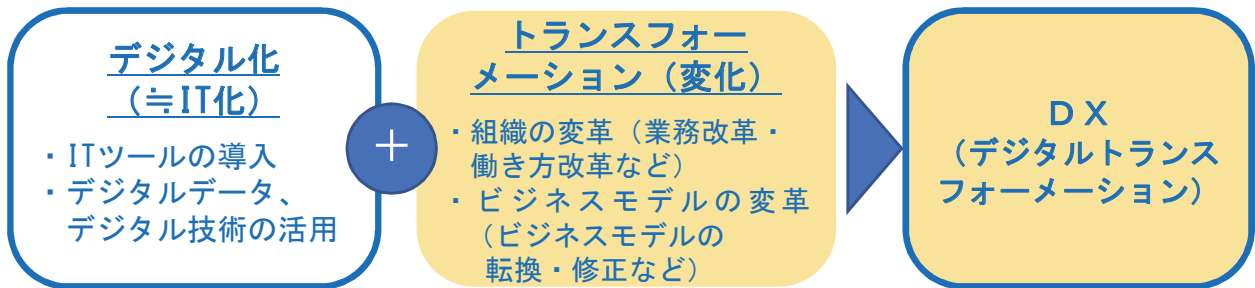 デジタル化
（≒IT化）
・ITツールの導入
・デジタルデータ、
デジタル技術の活用
＋
トランスフォー
メーション（変化）
・組織の変革（業務改革・
働き方改革など）
・ビジネスモデルの変革
（ビジネスモデルの
転換・修正など）
ＤＸ
（デジタルトランス
フォーメーション）